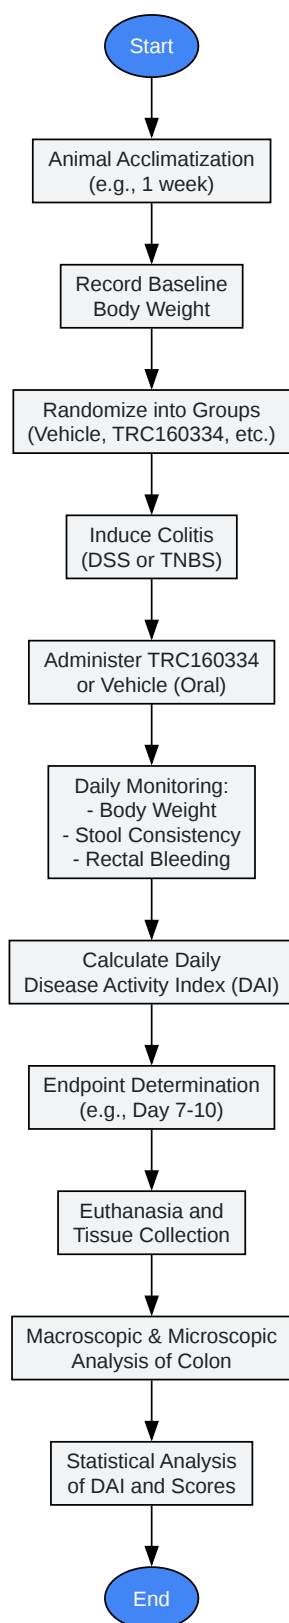 Start
Animal Acclimatization
(e.g., 1 week)
Record Baseline
Body Weight
Randomize into Groups
(Vehicle, TRC160334, etc.)
Induce Colitis
(DSS or TNBS)
Administer TRC160334
or Vehicle (Oral)
Daily Monitoring:
- Body Weight
- Stool Consistency
- Rectal Bleeding
Calculate Daily
Disease Activity Index (DAI)
Endpoint Determination
(e.g., Day 7-10)
Euthanasia and
Tissue Collection
Macroscopic & Microscopic
Analysis of Colon
Statistical Analysis
of DAI and Scores
End